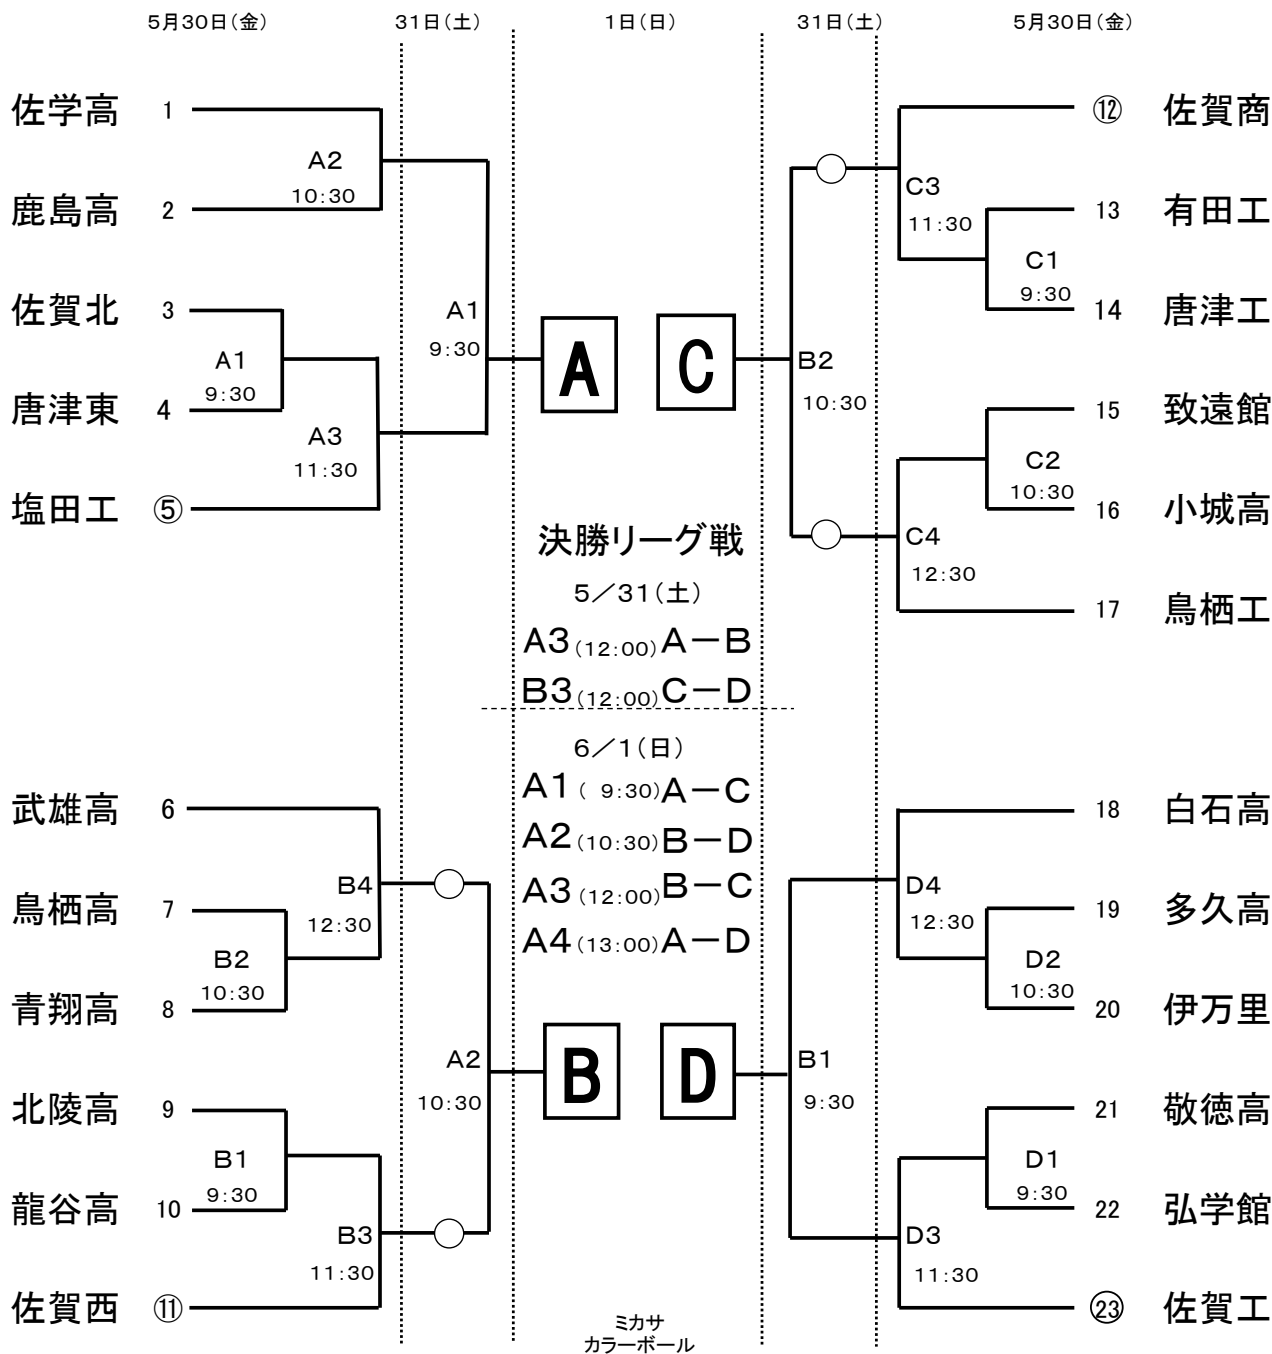 5月30日(金) 31日(土) 1日(日) 31日(土) 5月30日(金)
佐学高 1
A2
10:30
鹿島高 2
佐賀北 3
A1
9:30
唐津東 4
A3
11:30
塩田工 ⑤
A1
9:30
A
武雄高 6
B4
12:30
鳥栖高 7
B2
10:30
青翔高 8
北陵高 9
B1
9:30
龍谷高 10
B3
11:30
佐賀西 ⑪
A2
10:30
B
決勝リーグ戦
5/31(土)
A3(12:00)A-B
B3(12:00)C-D
6/1(日)
A1( 9:30)A-C
A2(10:30)B-D
A3(12:00)B-C
A4(13:00)A-D
ミカサ
カラーボール
C
B2
10:30
⑫ 佐賀商
C3
11:30
13 有田工
C1
9:30
14 唐津工
15 致遠館
C2
10:30
16 小城高
C4
12:30
17 鳥栖工
D
B1
9:30
18 白石高
D4
12:30
19 多久高
D2
10:30
20 伊万里
21 敬徳高
D1
9:30
22 弘学館
D3
11:30
㉓ 佐賀工